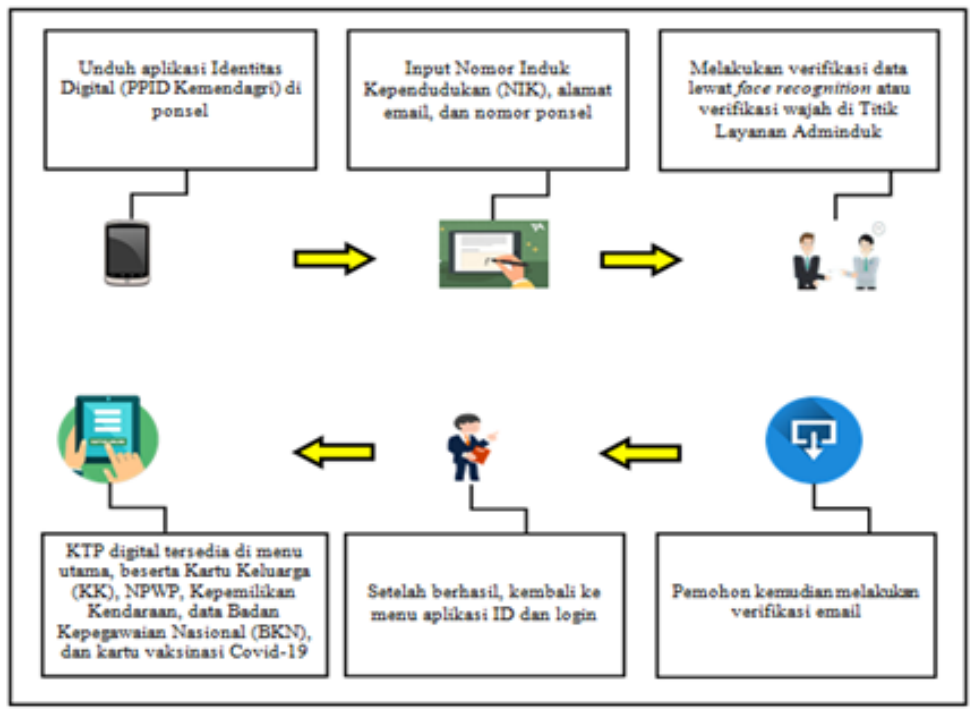 Unduh aplikasi Identitas
Digital (PPID Kemendagri) di
ponsel
Input Nomor Induk
Kependudukan (NIK), alamat
email, dan nomor ponsel
Melakukan verifikasi data
lewat face recognition atau
verifikasi wajah di Titik
Layanan Adminduk
Pemohon kemudian melakukan
verifikasi email
Setelah berhasil, kembali ke
menu aplikasi ID dan login
KTP digital tersedia di menu
utama, beserta Kartu Keluarga
(KK), NPWP, Kepemilikan
Kendaraan, data Badan
Kepegawaian Nasional (BKN),
dan kartu vaksinasi Covid-19